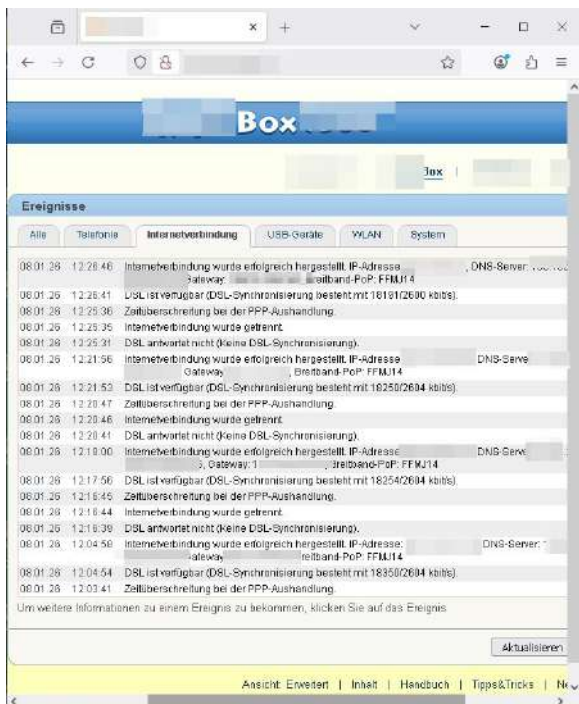 Box
Box |
Ereignisse
Alle Telefonie Internetverbindung USB-Geräte WLAN System
08.01.26 12:26:46 Internetverbindung wurde erfolgreich hergestellt. IP-Adresse , DNS-Server:
Gateway: Breitband-PoP: FFMJ14
08.01.26 12:26:41 DSL ist verfügbar (DSL-Synchronisierung besteht mit 18191/2600 kbit/s).
08.01.26 12:25:36 Zeitüberschreitung bei der PPP-Aushandlung.
08.01.26 12:25:35 Internetverbindung wurde getrennt.
08.01.26 12:25:31 DSL antwortet nicht (Keine DSL-Synchronisierung).
08.01.26 12:21:56 Internetverbindung wurde erfolgreich hergestellt. IP-Adresse DNS-Serve
Gateway , Breitband-PoP: FFMJ14
08.01.26 12:21:53 DSL ist verfügbar (DSL-Synchronisierung besteht mit 18250/2604 kbit/s).
08.01.26 12:20:47 Zeitüberschreitung bei der PPP-Aushandlung.
08.01.26 12:20:46 Internetverbindung wurde getrennt.
08.01.26 12:20:41 DSL antwortet nicht (Keine DSL-Synchronisierung).
08.01.26 12:18:00 Internetverbindung wurde erfolgreich hergestellt. IP-Adresse DNS-Serve
, Gateway: 1 Breitband-PoP: FFMJ14
08.01.26 12:17:56 DSL ist verfügbar (DSL-Synchronisierung besteht mit 18254/2604 kbit/s).
08.01.26 12:16:45 Zeitüberschreitung bei der PPP-Aushandlung.
08.01.26 12:16:44 Internetverbindung wurde getrennt.
08.01.26 12:16:39 DSL antwortet nicht (Keine DSL-Synchronisierung).
08.01.26 12:04:58 Internetverbindung wurde erfolgreich hergestellt. IP-Adresse: DNS-Server:
Gateway reitband-PoP: FFMJ14
08.01.26 12:04:54 DSL ist verfügbar (DSL-Synchronisierung besteht mit 18350/2604 kbit/s).
08.01.26 12:03:41 Zeitüberschreitung bei der PPP-Aushandlung.
Um weitere Informationen zu einem Ereignis zu bekommen, klicken Sie auf das Ereignis
Aktualisieren
Ansicht: Erweitert | Inhalt | Handbuch | Tipps&Tricks | Ne